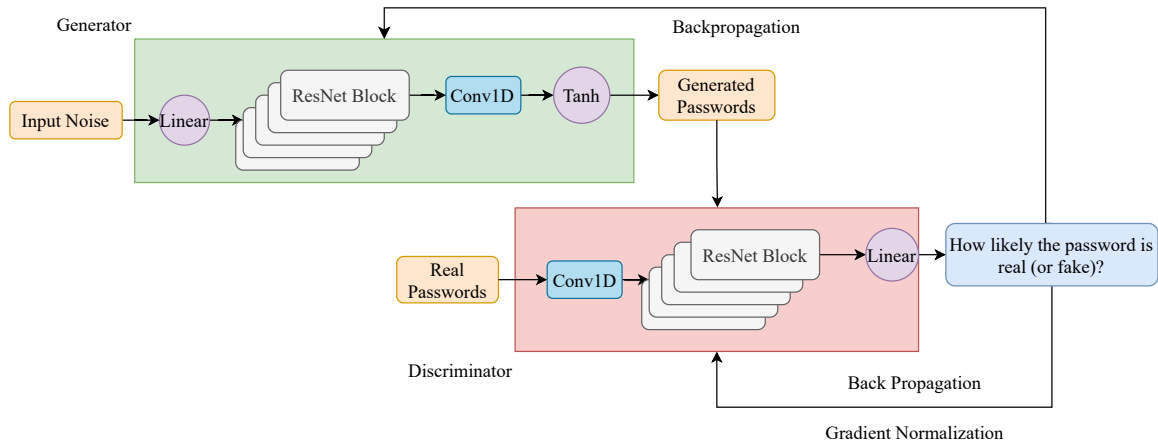 Generator
Backpropagation
Input Noise
Linear
ResNet Block
Conv1D
Tanh
Generated
Passwords
Real
Passwords
Conv1D
ResNet Block
Linear
How likely the password is
real (or fake)?
Discriminator
Back Propagation
Gradient Normalization